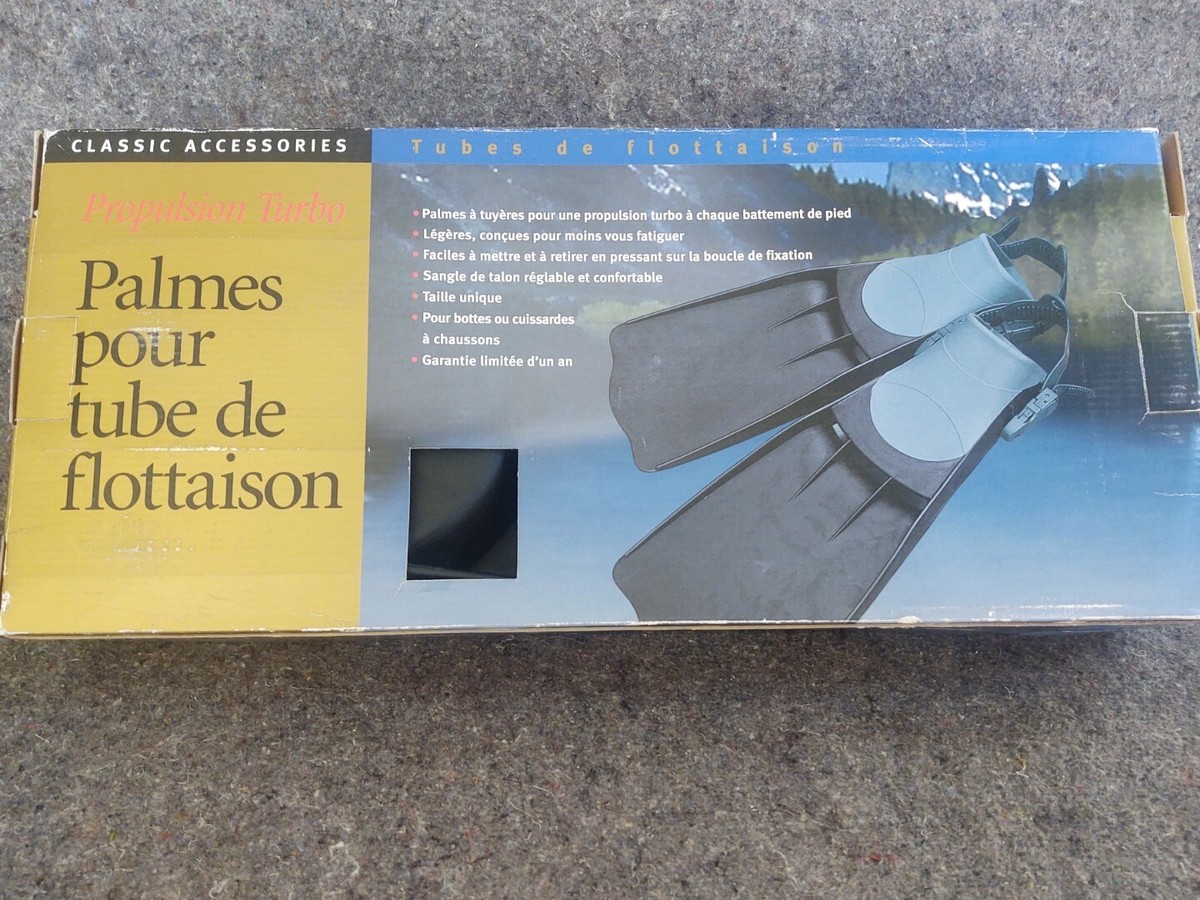 CLASSIC ACCESSORIES
Tubes de flottaison
Propulsion Turbo
Palmes
pour
tube de
flottaison
• Palmes à tuyères pour une propulsion turbo à chaque battement de pied
• Légères, conçues pour moins vous fatiguer
• Faciles à mettre et à retirer en pressant sur la boucle de fixation
• Sangle de talon réglable et confortable
• Taille unique
• Pour bottes ou cuissardes
à chaussons
• Garantie limitée d'un an